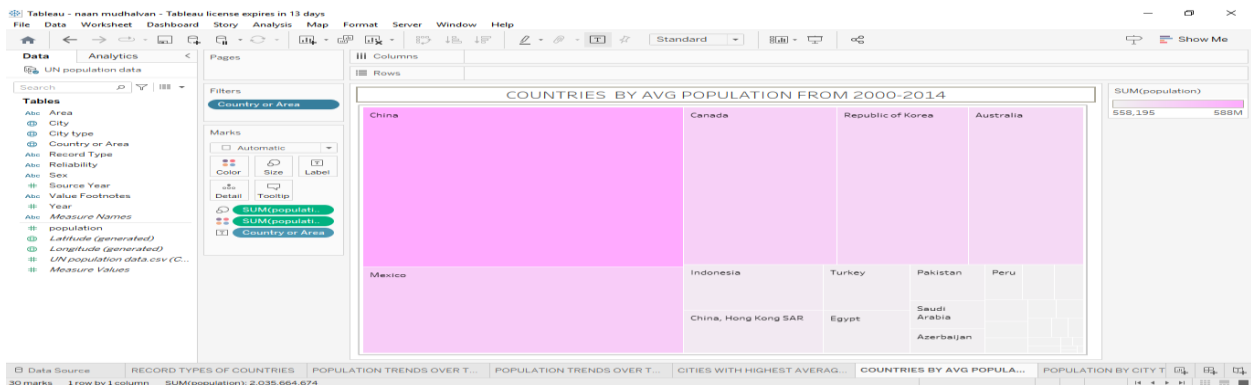 Tableau - naan mudhalvan - Tableau license expires in 13 days
File Data Worksheet Dashboard Story Analysis Map Format Server Window Help
Standard
Show Me
Data Analytics
UN population data
Search
Tables
Abc Area
City
City type
Country or Area
Abc Record Type
Abc Reliability
Abc Sex
# Source Year
Abc Value Footnotes
# Year
Abc Measure Names
# population
Latitude (generated)
Longitude (generated)
# UN population data.csv (C...
# Measure Values
Pages
Filters
Country or Area
Marks
Automatic
Color Size Label
Detail Tooltip
SUM(populati..
SUM(populati..
Country or Area
Columns
Rows
COUNTRIES BY AVG POPULATION FROM 2000-2014
China
Canada
Republic of Korea
Australia
Mexico
Indonesia
Turkey
Pakistan
Peru
China, Hong Kong SAR
Egypt
Saudi
Arabia
Azerbaijan
SUM(population)
558,195 588M
Data Source RECORD TYPES OF COUNTRIES POPULATION TRENDS OVER T... POPULATION TRENDS OVER T... CITIES WITH HIGHEST AVERAG... COUNTRIES BY AVG POPULA... POPULATION BY CITY T
30 marks 1 row by 1 column SUM(population): 2,035,664,674